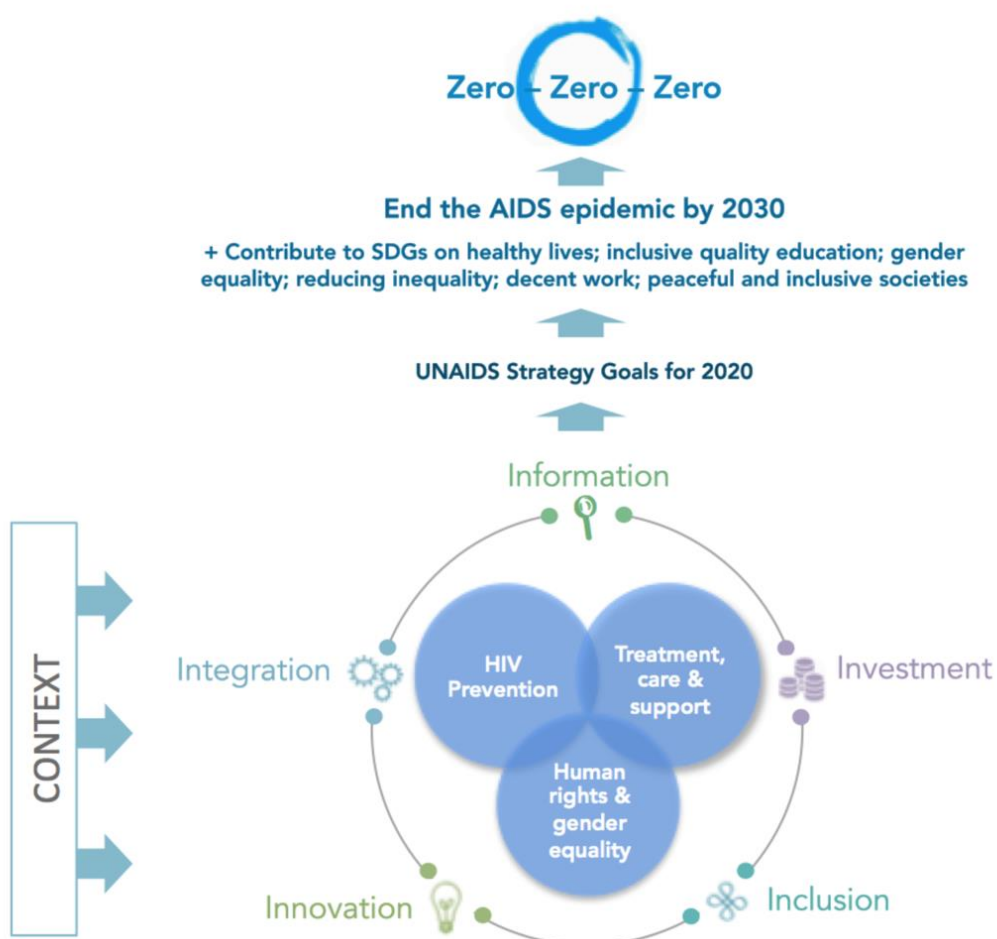 Zero – Zero – Zero
End the AIDS epidemic by 2030
+ Contribute to SDGs on healthy lives; inclusive quality education; gender
equality; reducing inequality; decent work; peaceful and inclusive societies
UNAIDS Strategy Goals for 2020
Information
CONTEXT
Integration
HIV
Prevention
Treatment,
care &
support
Investment
Human
rights &
gender
equality
Innovation
Inclusion